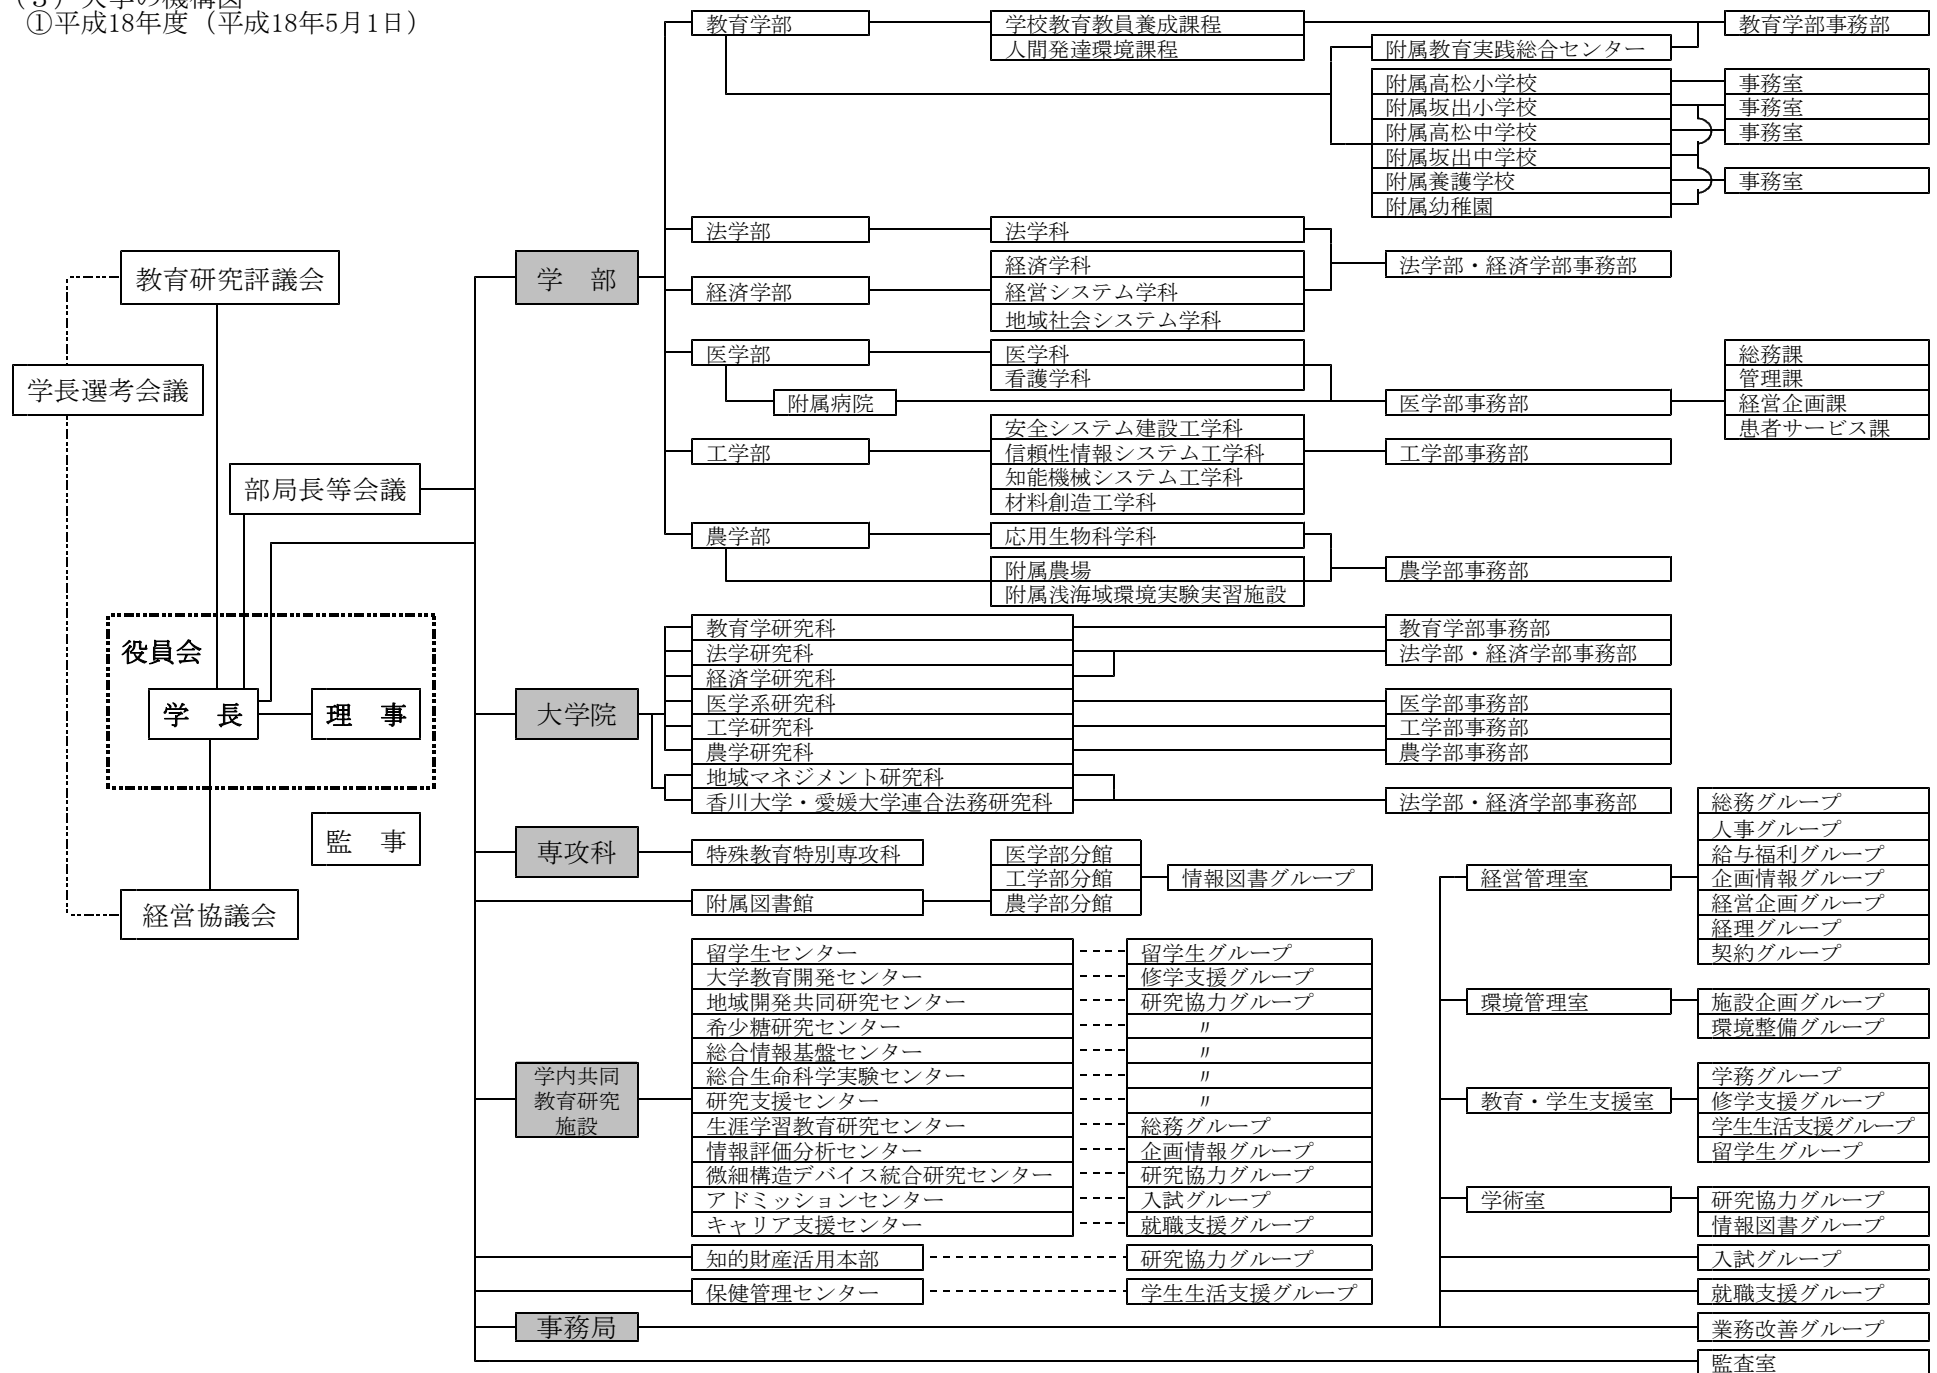 （３）大学の機構図
①平成18年度（平成18年5月1日）
教育研究評議会
学長選考会議
部局長等会議
役員会
学　長
理　事
監　事
経営協議会
学　部
教育学部
学校教育教員養成課程
人間発達環境課程
教育学部事務部
附属教育実践総合センター
附属高松小学校
事務室
附属坂出小学校
事務室
附属高松中学校
事務室
附属坂出中学校
附属養護学校
事務室
附属幼稚園
法学部
法学科
法学部・経済学部事務部
経済学部
経済学科
経営システム学科
地域社会システム学科
医学部
医学科
看護学科
附属病院
医学部事務部
総務課
管理課
経営企画課
患者サービス課
工学部
安全システム建設工学科
信頼性情報システム工学科
知能機械システム工学科
材料創造工学科
工学部事務部
農学部
応用生物科学科
附属農場
附属浅海域環境実験実習施設
農学部事務部
大学院
教育学研究科
教育学部事務部
法学研究科
法学部・経済学部事務部
経済学研究科
医学系研究科
医学部事務部
工学研究科
工学部事務部
農学研究科
農学部事務部
地域マネジメント研究科
香川大学・愛媛大学連合法務研究科
法学部・経済学部事務部
専攻科
特殊教育特別専攻科
附属図書館
医学部分館
工学部分館
農学部分館
情報図書グループ
学内共同
教育研究
施設
留学生センター
留学生グループ
大学教育開発センター
修学支援グループ
地域開発共同研究センター
研究協力グループ
希少糖研究センター
〃
総合情報基盤センター
〃
総合生命科学実験センター
〃
研究支援センター
〃
生涯学習教育研究センター
総務グループ
情報評価分析センター
企画情報グループ
微細構造デバイス統合研究センター
研究協力グループ
アドミッションセンター
入試グループ
キャリア支援センター
就職支援グループ
知的財産活用本部
研究協力グループ
保健管理センター
学生生活支援グループ
事務局
経営管理室
総務グループ
人事グループ
給与福利グループ
企画情報グループ
経営企画グループ
経理グループ
契約グループ
環境管理室
施設企画グループ
環境整備グループ
教育・学生支援室
学務グループ
修学支援グループ
学生生活支援グループ
留学生グループ
学術室
研究協力グループ
情報図書グループ
入試グループ
就職支援グループ
業務改善グループ
監査室